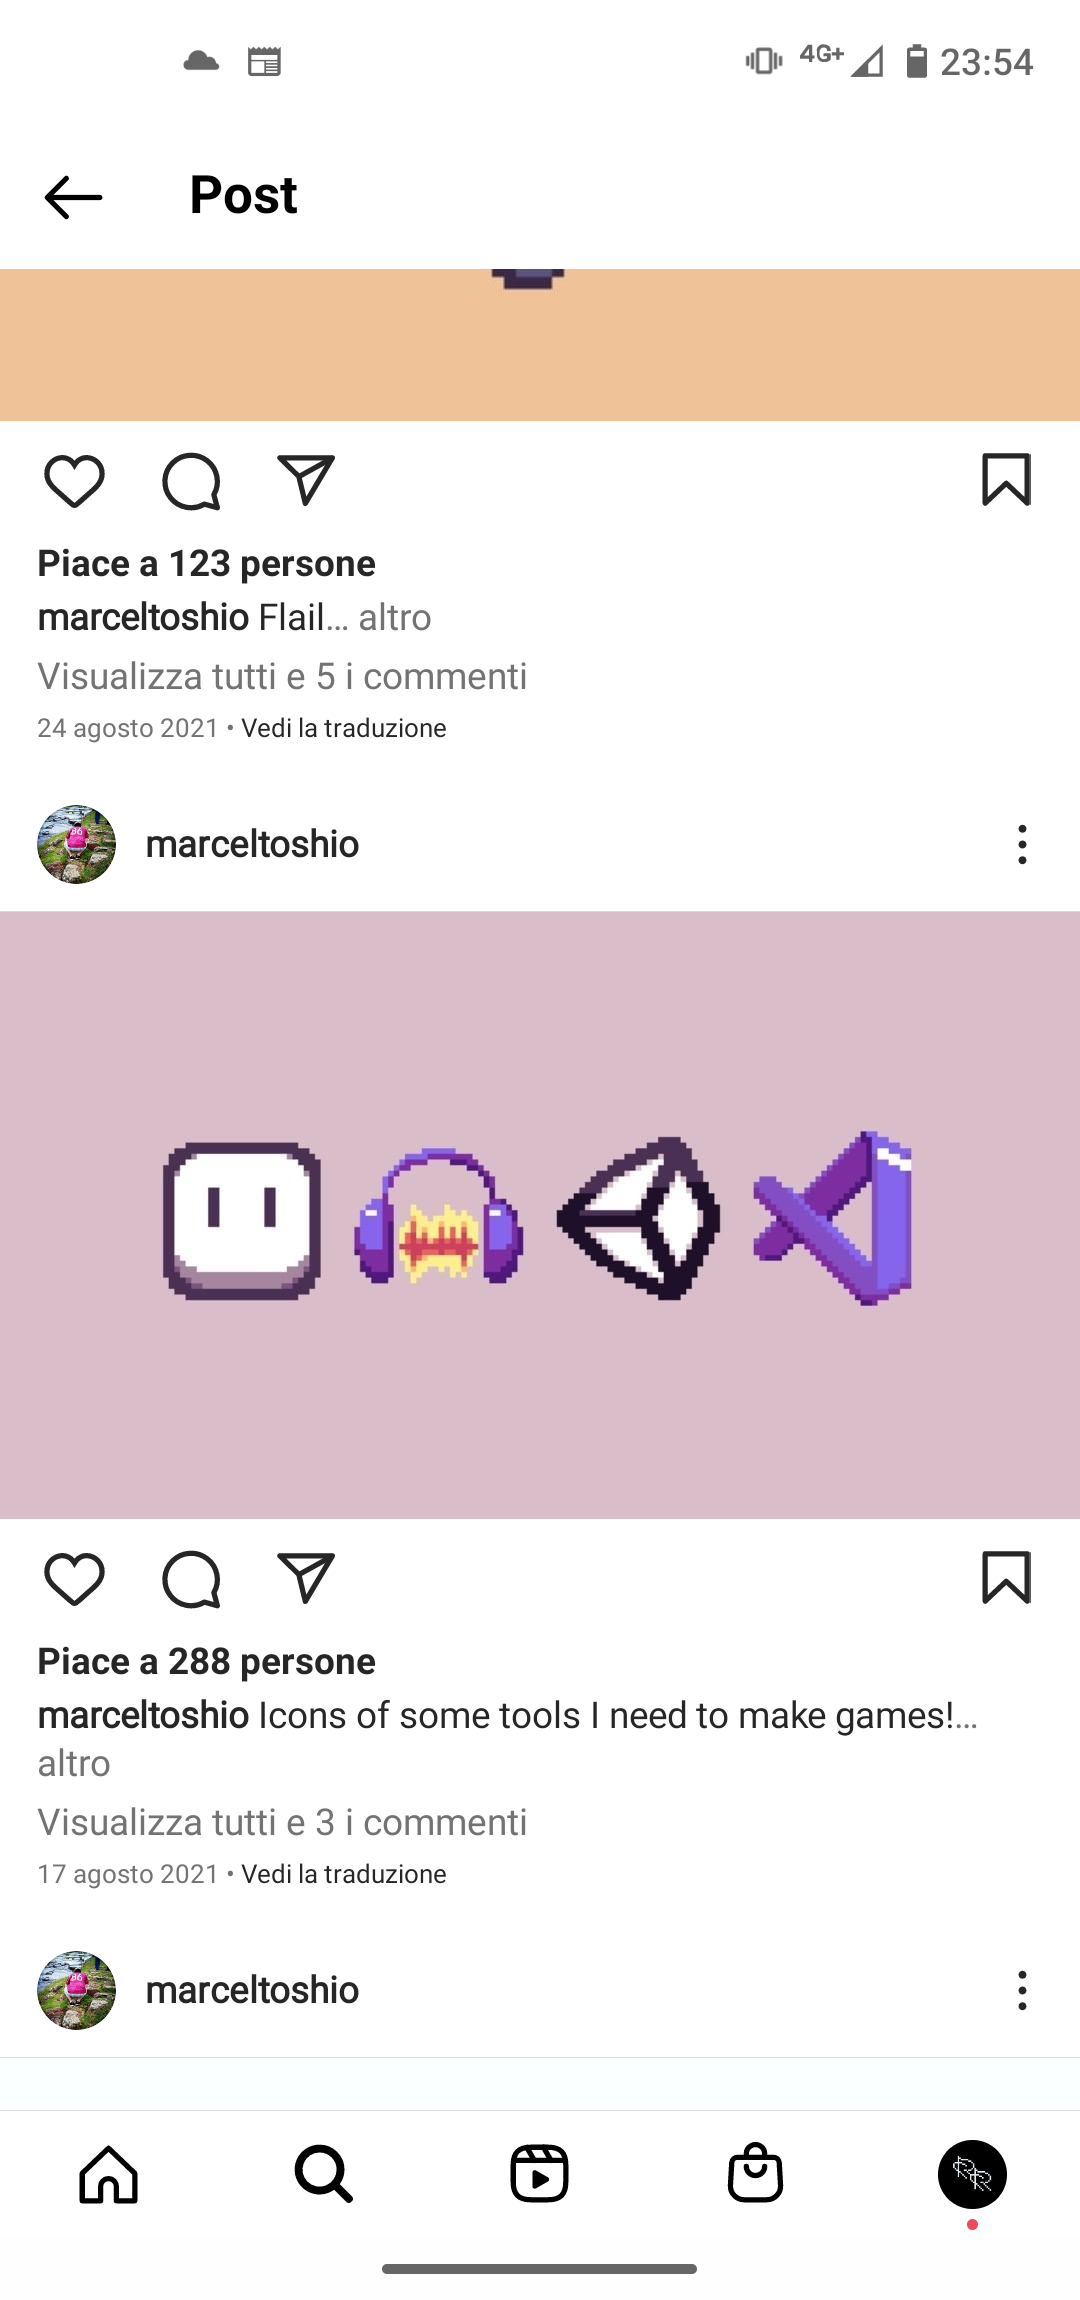 4G+ 23:54
Post
Piace a 123 persone
marceltoshio Flail... altro
Visualizza tutti e 5 i commenti
24 agosto 2021 • Vedi la traduzione
marceltoshio
Piace a 288 persone
marceltoshio Icons of some tools I need to make games!...
altro
Visualizza tutti e 3 i commenti
17 agosto 2021 • Vedi la traduzione
marceltoshio